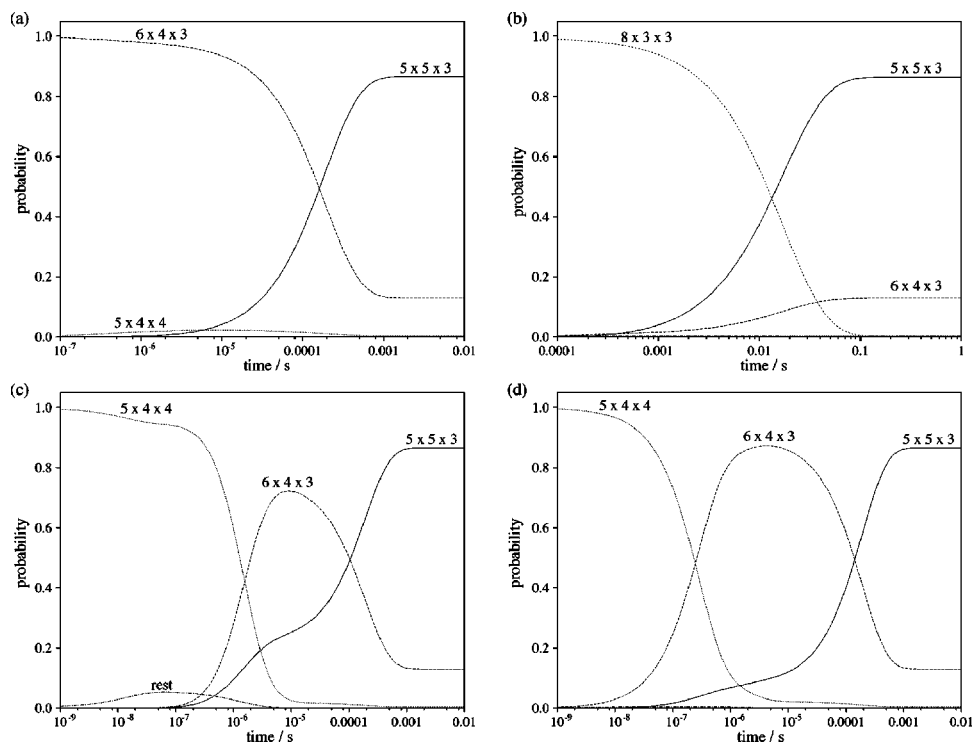 (a)
6 x 4 x 3
5 x 5 x 3
5 x 4 x 4
probability
1.0
0.8
0.6
0.4
0.2
0.0
10^-7
10^-6
10^-5
0.0001
0.001
0.01
time / s
(b)
8 x 3 x 3
5 x 5 x 3
6 x 4 x 3
probability
1.0
0.8
0.6
0.4
0.2
0.0
0.0001
0.001
0.01
0.1
1
time / s
(c)
5 x 4 x 4
6 x 4 x 3
5 x 5 x 3
rest
probability
1.0
0.8
0.6
0.4
0.2
0.0
10^-9
10^-8
10^-7
10^-6
10^-5
0.0001
0.001
0.01
time / s
(d)
5 x 4 x 4
6 x 4 x 3
5 x 5 x 3
probability
1.0
0.8
0.6
0.4
0.2
0.0
10^-9
10^-8
10^-7
10^-6
10^-5
0.0001
0.001
0.01
time / s